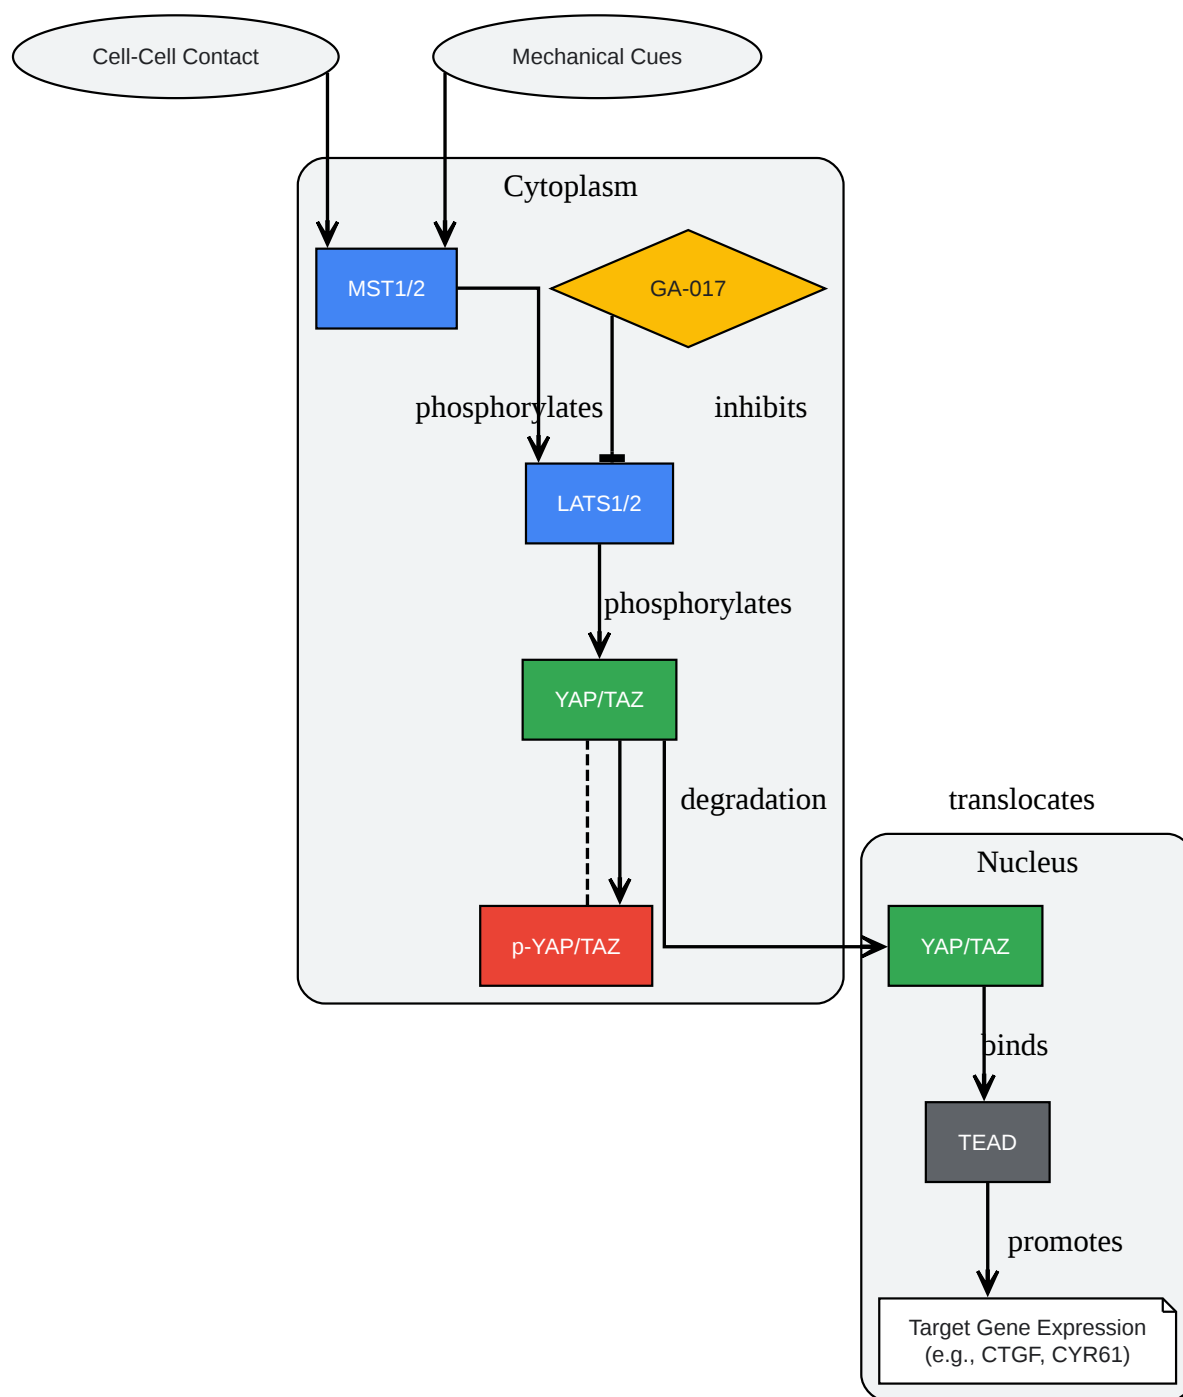 Cell-Cell Contact
Mechanical Cues
Cytoplasm
MST1/2
GA-017
phosphorylates
inhibits
LATS1/2
phosphorylates
YAP/TAZ
degradation
translocates
Nucleus
p-YAP/TAZ
YAP/TAZ
binds
TEAD
promotes
Target Gene Expression
(e.g., CTGF, CYR61)